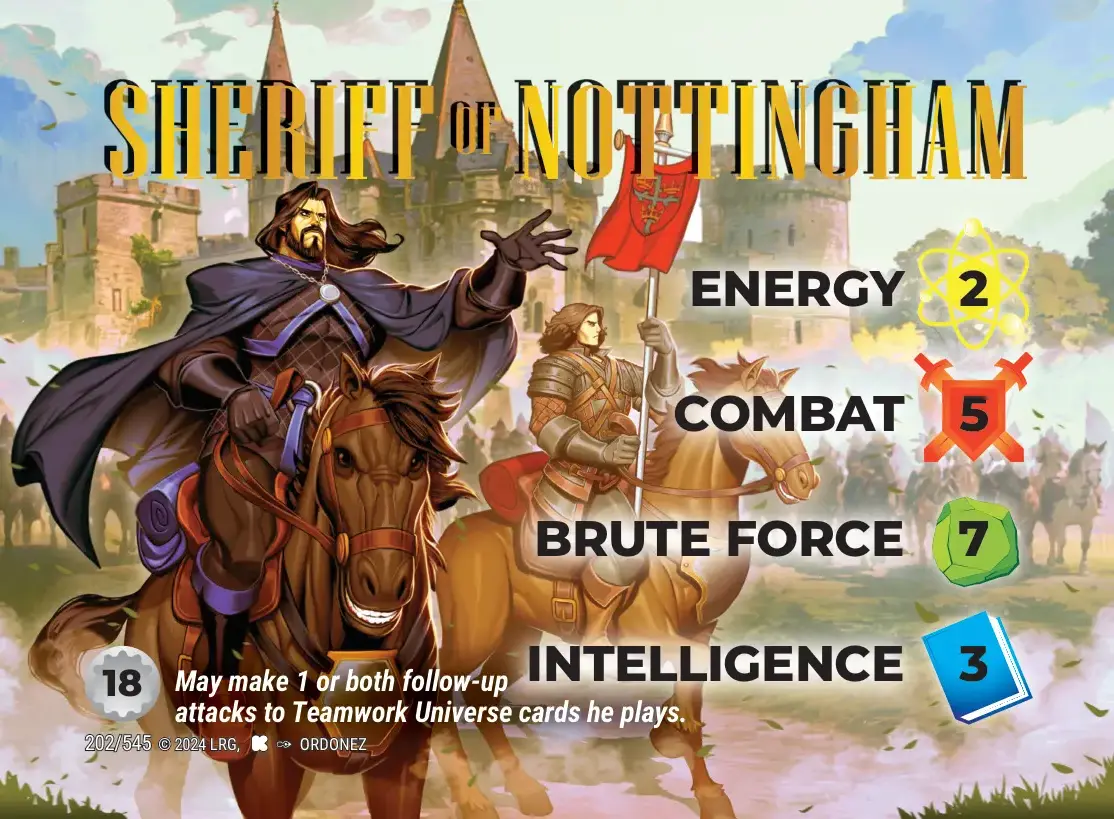 SHERIFF OF NOTTINGHAM
ENERGY 2
COMBAT 5
BRUTE FORCE 7
INTELLIGENCE 3
18
May make 1 or both follow-up
attacks to Teamwork Universe cards he plays.
202/545 © 2024 LRG, ORDONEZ